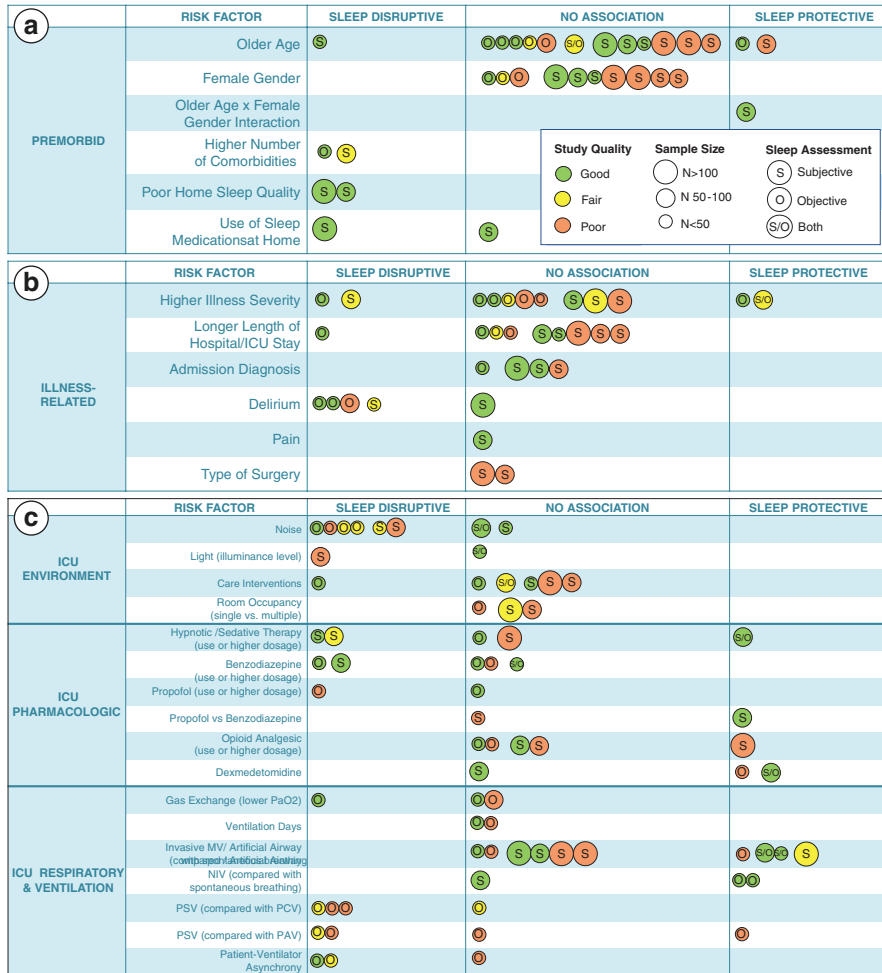 a
RISK FACTOR SLEEP DISRUPTIVE NO ASSOCIATION SLEEP PROTECTIVE
PREMORBID
Older Age S O O O O O S/O S S S S S S O S
Female Gender O O O S S S S S S S
Older Age x Female
Gender Interaction S
Higher Number
of Comorbidities O S
Poor Home Sleep Quality S S
Use of Sleep
Medicationsat Home S S
Study Quality Sample Size Sleep Assessment
Good N>100 S Subjective
Fair N 50-100 O Objective
Poor N<50 S/O Both
b
RISK FACTOR SLEEP DISRUPTIVE NO ASSOCIATION SLEEP PROTECTIVE
ILLNESS-
RELATED
Higher Illness Severity O S O O O O O S S S O S/O
Longer Length of
Hospital/ICU Stay O O O O S S S S S
Admission Diagnosis O S S S
Delirium O O O S S
Pain S
Type of Surgery S S
c
RISK FACTOR SLEEP DISRUPTIVE NO ASSOCIATION SLEEP PROTECTIVE
ICU
ENVIRONMENT
Noise O O O O S S S/O S
Light (illuminance level) S S/O
Care Interventions O O S/O S S S
Room Occupancy
(single vs. multiple) O S S
ICU
PHARMACOLOGIC
Hypnotic /Sedative Therapy
(use or higher dosage) S S O S S/O
Benzodiazepine
(use or higher dosage) O S O O S/O
Propofol (use or higher dosage) O O
Propofol vs Benzodiazepine S S
Opioid Analgesic
(use or higher dosage) O O S S S
Dexmedetomidine S O S/O
ICU RESPIRATORY
& VENTILATION
Gas Exchange (lower PaO2) O O O
Ventilation Days O O
Invasive MV/ Artificial Airway
O O S S S S O S/O S/O S
NIV (compared with
spontaneous breathing) S O O
PSV (compared with PCV) O O O O
PSV (compared with PAV) O O O O
Patient-Ventilator
Asynchrony O O O